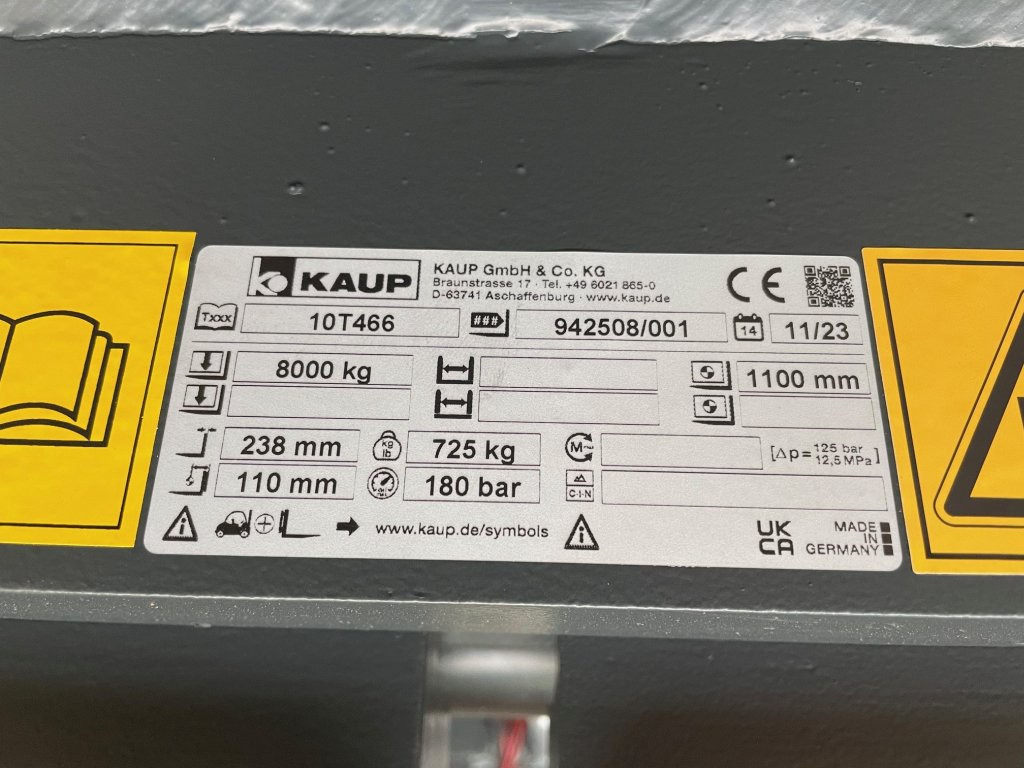 KAUP
KAUP GmbH & Co. KG
Braunstrasse 17 · Tel. +49 6021 865-0
D-63741 Aschaffenburg · www.kaup.de
CE
Txxx
10T466
###
942508/001
14
11/23
8000 kg
1100 mm
238 mm
kg
lb
725 kg
M~
[Δp= 125 bar
12,5 MPa]
110 mm
180 bar
C-I-N
www.kaup.de/symbols
UK
CA
MADE
IN
GERMANY